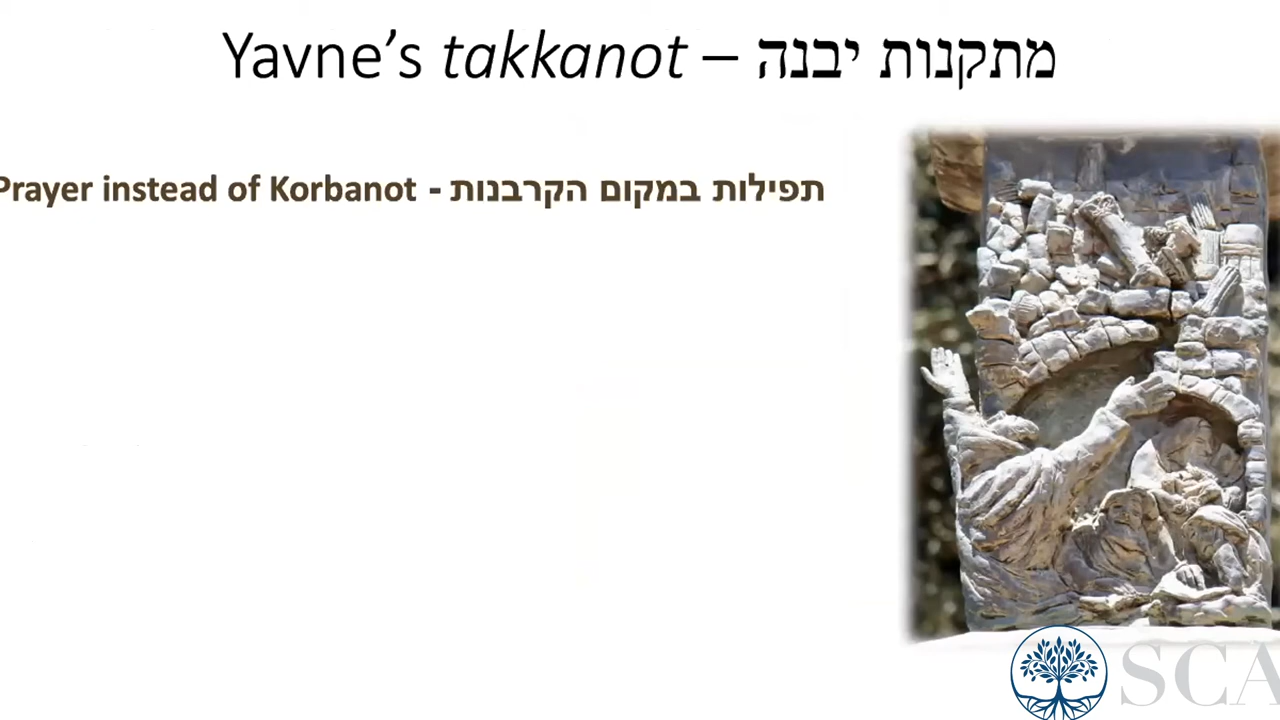 Yavne’s takkanot – מתקנות יבנה
Prayer instead of Korbanot - תפילות במקום הקרבנות
SCA